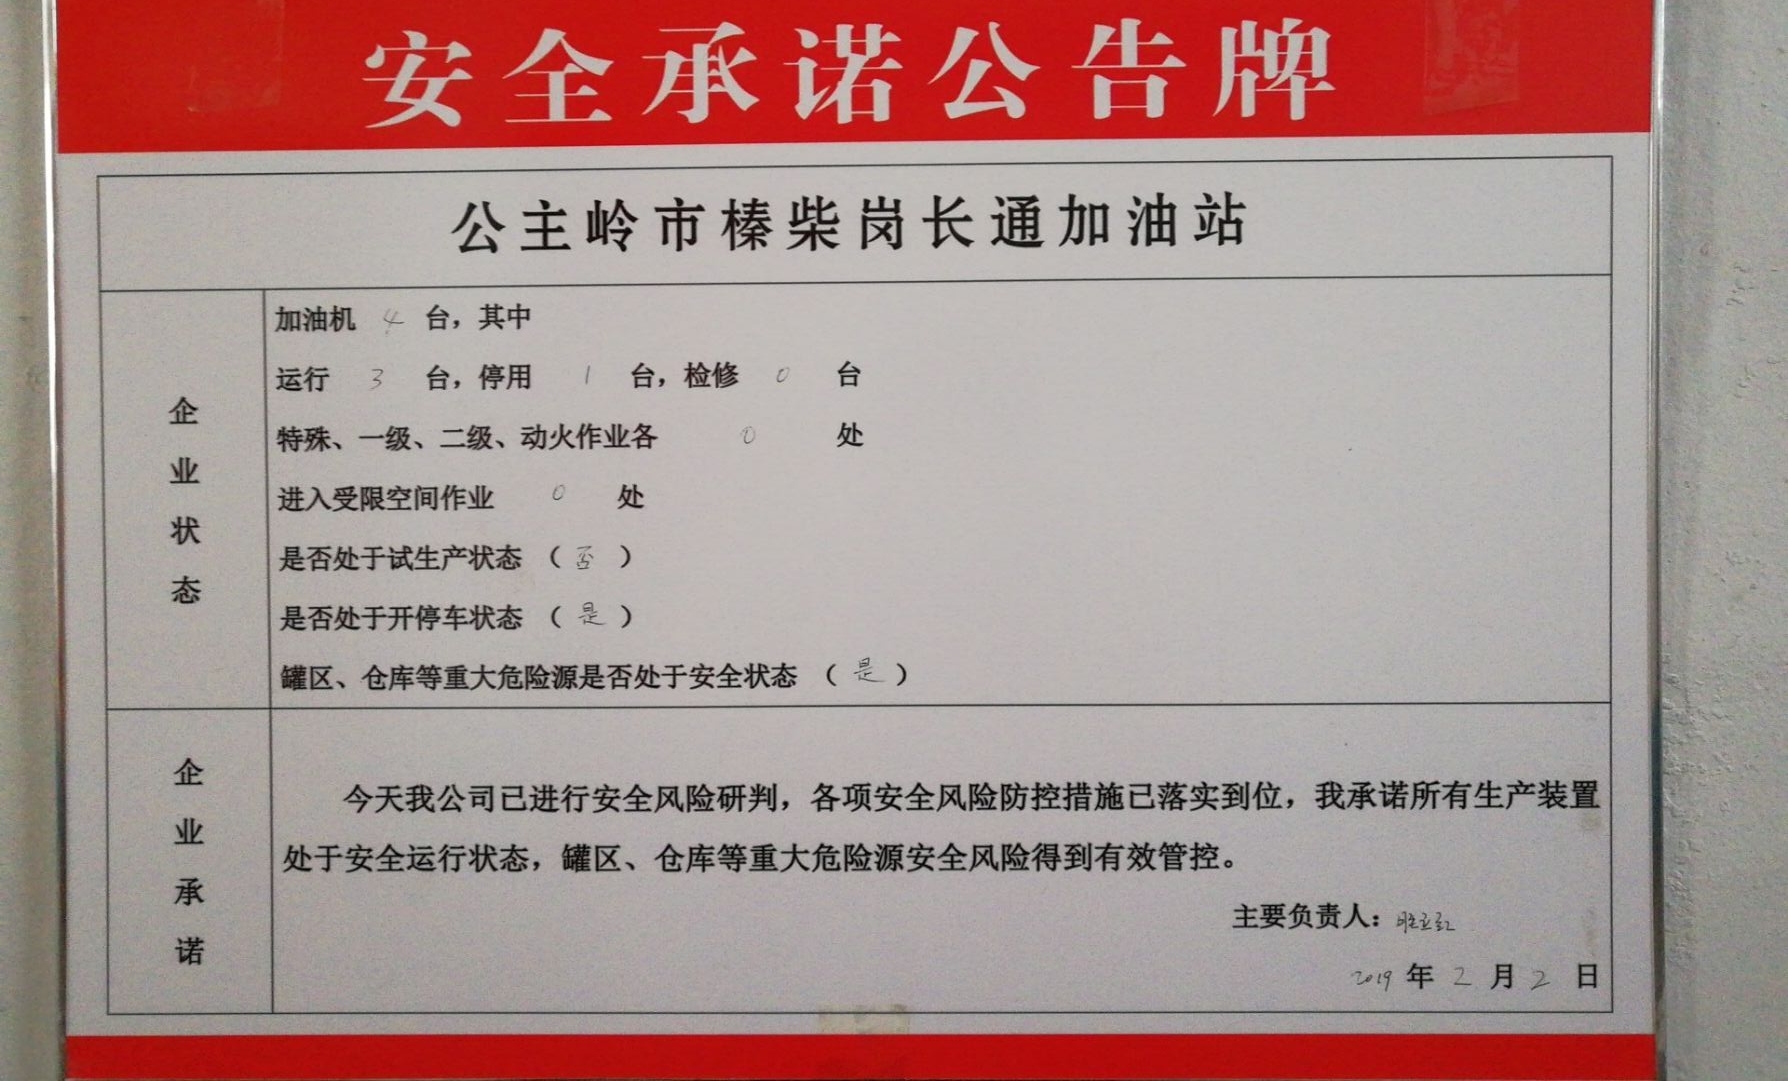 安全承诺公告牌
公主岭市榛柴岗长通加油站
企业状态
加油机 4 台，其中
运行 3 台，停用 1 台，检修 0 台
特殊、一级、二级、动火作业各 0 处
进入受限空间作业 0 处
是否处于试生产状态 （ 否 ）
是否处于开停车状态 （ 是 ）
罐区、仓库等重大危险源是否处于安全状态 （ 是 ）
企业承诺
今天我公司已进行安全风险研判，各项安全风险防控措施已落实到位，我承诺所有生产装置
处于安全运行状态，罐区、仓库等重大危险源安全风险得到有效管控。
主要负责人：
2019 年 2 月 2 日